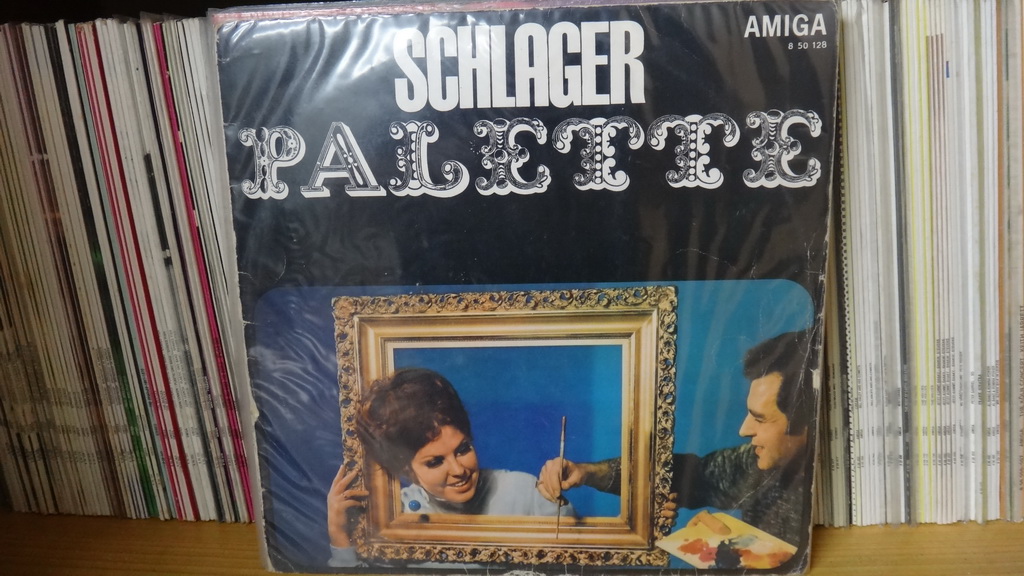 SCHLAGER
AMIGA
8 50 128
PALETTE